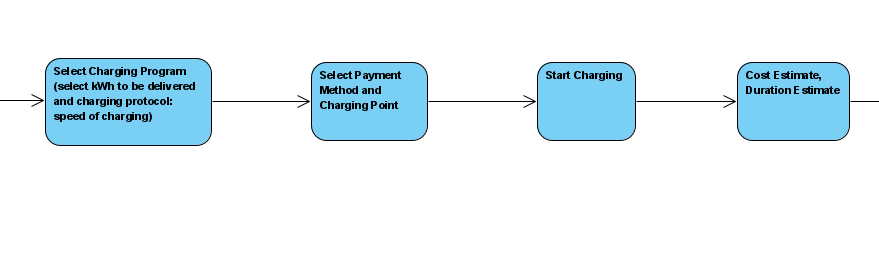 Select Charging Program
(select kWh to be delivered
and charging protocol:
speed of charging)
Select Payment
Method and
Charging Point
Start Charging
Cost Estimate,
Duration Estimate